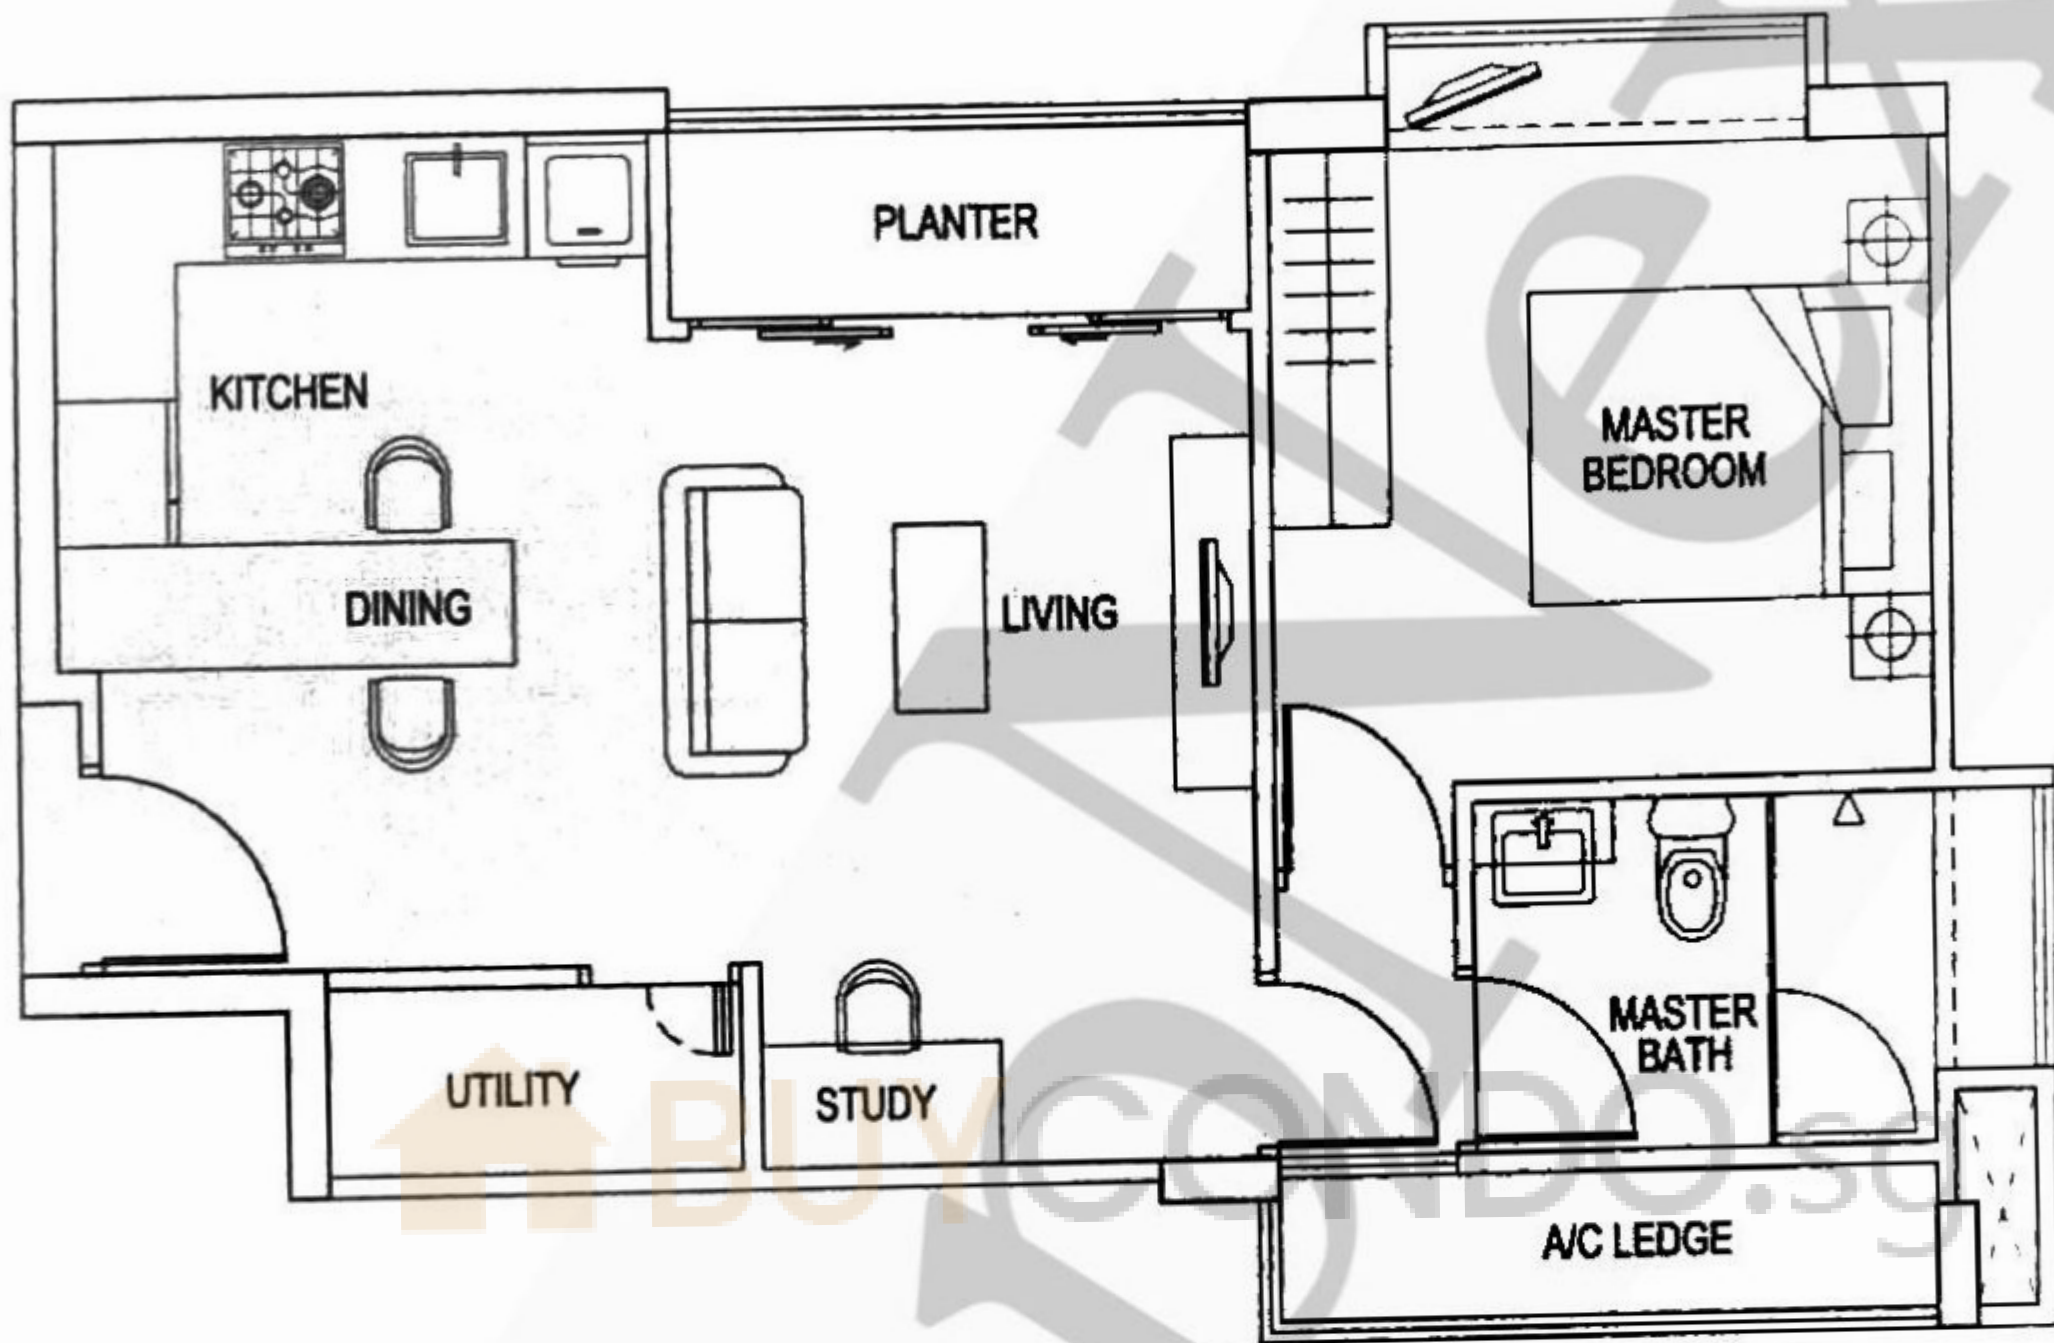 PLANTER
KITCHEN
MASTER
BEDROOM
DINING
LIVING
MASTER
BATH
UTILITY
STUDY
BUYCONDO.sg
A/C LEDGE